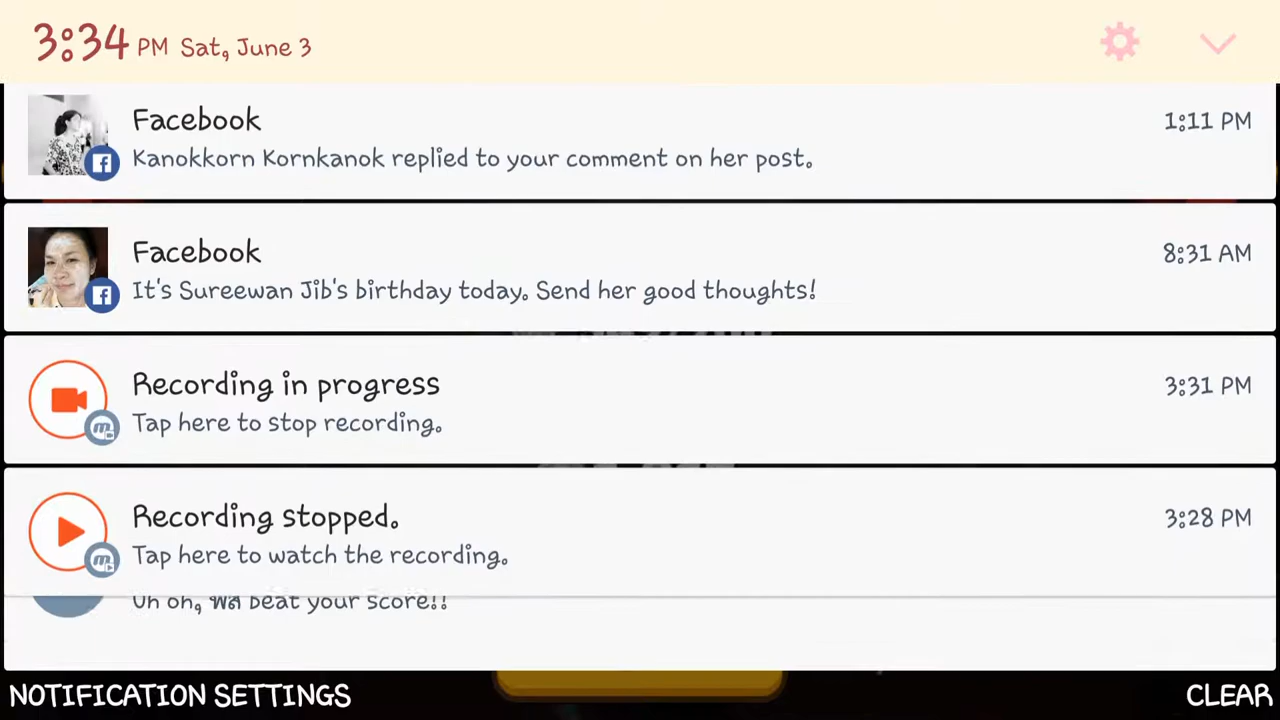 3:34 PM Sat, June 3
Facebook
1:11 PM
Kanokkorn Kornkanok replied to your comment on her post.
Facebook
8:31 AM
It's Sureewan Jib's birthday today. Send her good thoughts!
Recording in progress
3:31 PM
Tap here to stop recording.
Recording stopped.
3:28 PM
Tap here to watch the recording.
Uh oh, beat your score!!
NOTIFICATION SETTINGS
CLEAR